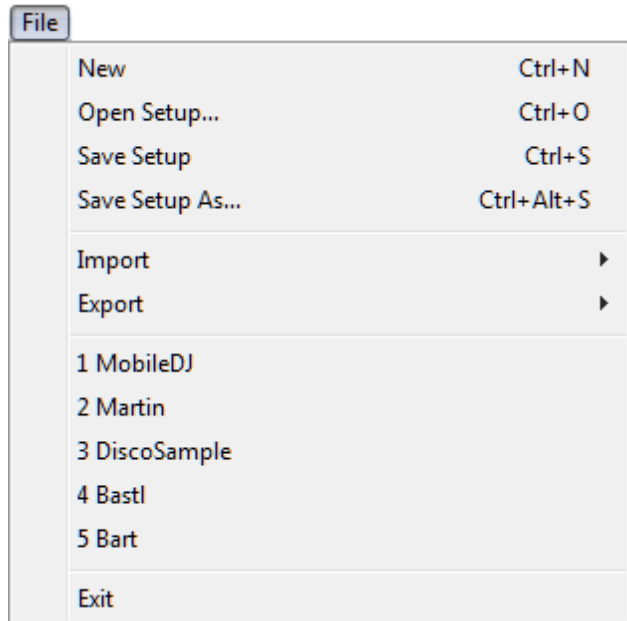 File
New Ctrl+N
Open Setup... Ctrl+O
Save Setup Ctrl+S
Save Setup As... Ctrl+Alt+S
Import
Export
1 MobileDJ
2 Martin
3 DiscoSample
4 Bastl
5 Bart
Exit